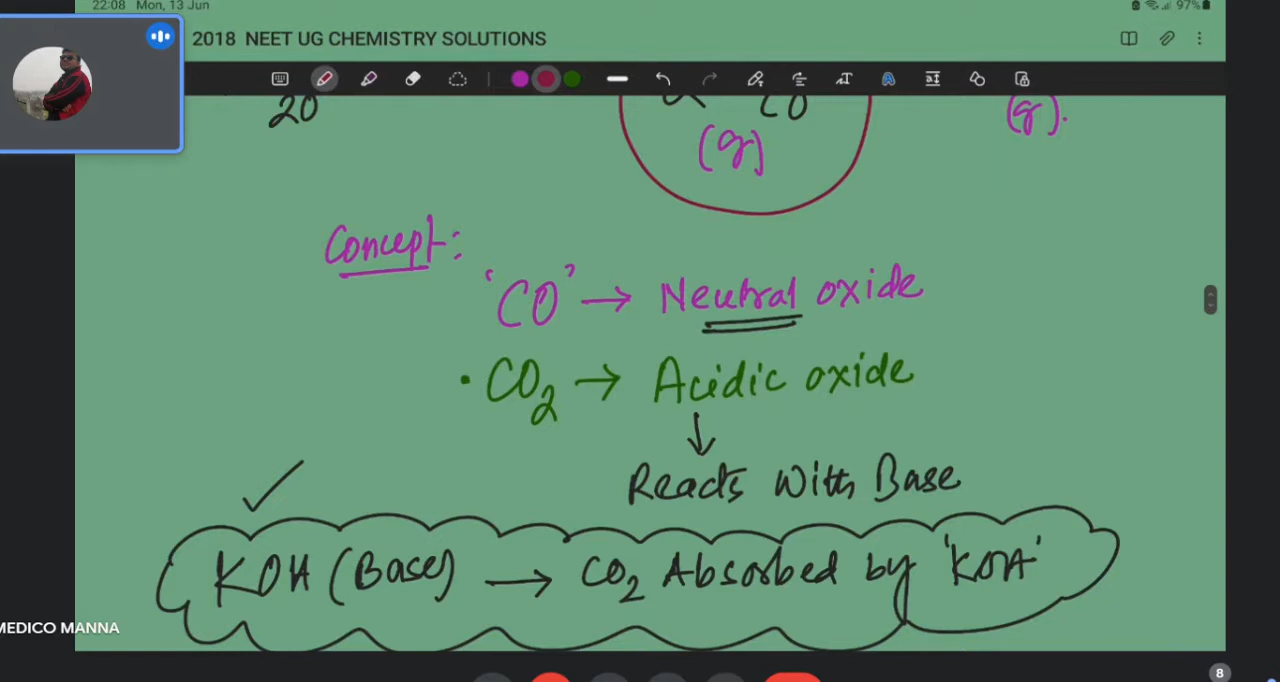 22:08 Mon, 13 Jun
97%
2018 NEET UG CHEMISTRY SOLUTIONS
20
CO
(g)
(g).
Concept:
'CO' → Neutral oxide
• CO2 → Acidic oxide
↓
Reacts With Base
✓
KOH (Base) → CO2 Absorbed by 'KOH'
MEDICO MANNA
8